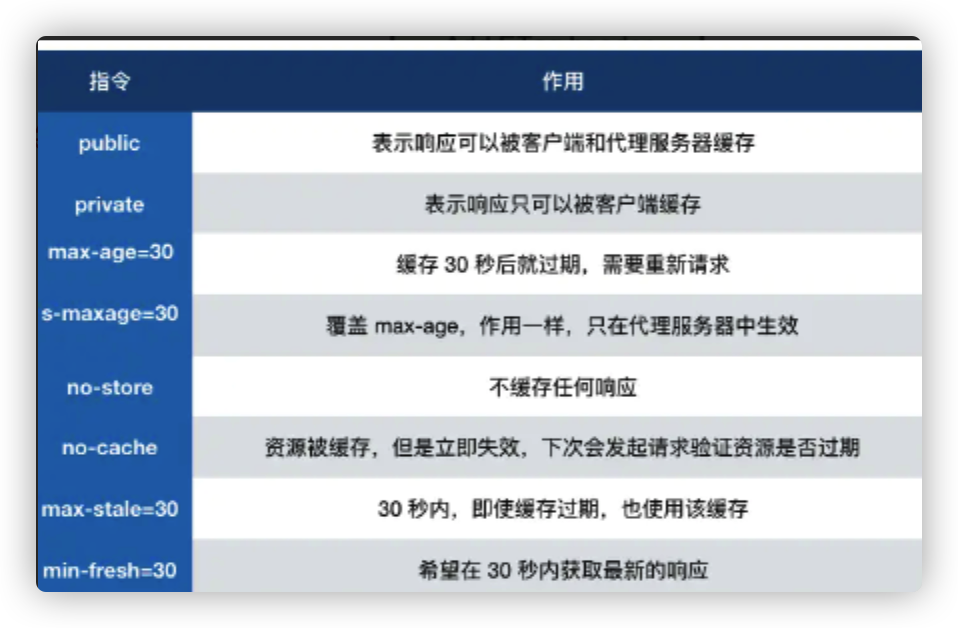 指令 作用
public 表示响应可以被客户端和代理服务器缓存
private 表示响应只可以被客户端缓存
max-age=30 缓存 30 秒后就过期，需要重新请求
s-maxage=30 覆盖 max-age，作用一样，只在代理服务器中生效
no-store 不缓存任何响应
no-cache 资源被缓存，但是立即失效，下次会发起请求验证资源是否过期
max-stale=30 30 秒内，即使缓存过期，也使用该缓存
min-fresh=30 希望在 30 秒内获取最新的响应